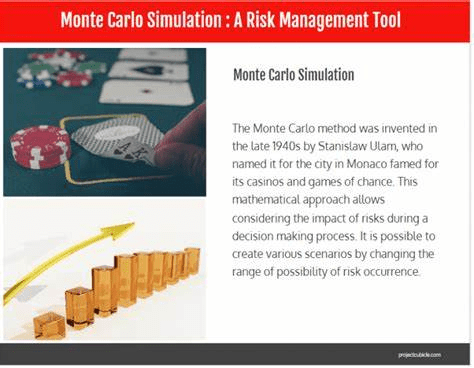 Monte Carlo Simulation : A Risk Management Tool
Monte Carlo Simulation
The Monte Carlo method was invented in
the late 1940s by Stanislaw Ulam, who
named it for the city in Monaco famed for
its casinos and games of chance. This
mathematical approach allows
considering the impact of risks during a
decision making process. It is possible to
create various scenarios by changing the
range of possibility of risk occurrence.
projectcubicle.com